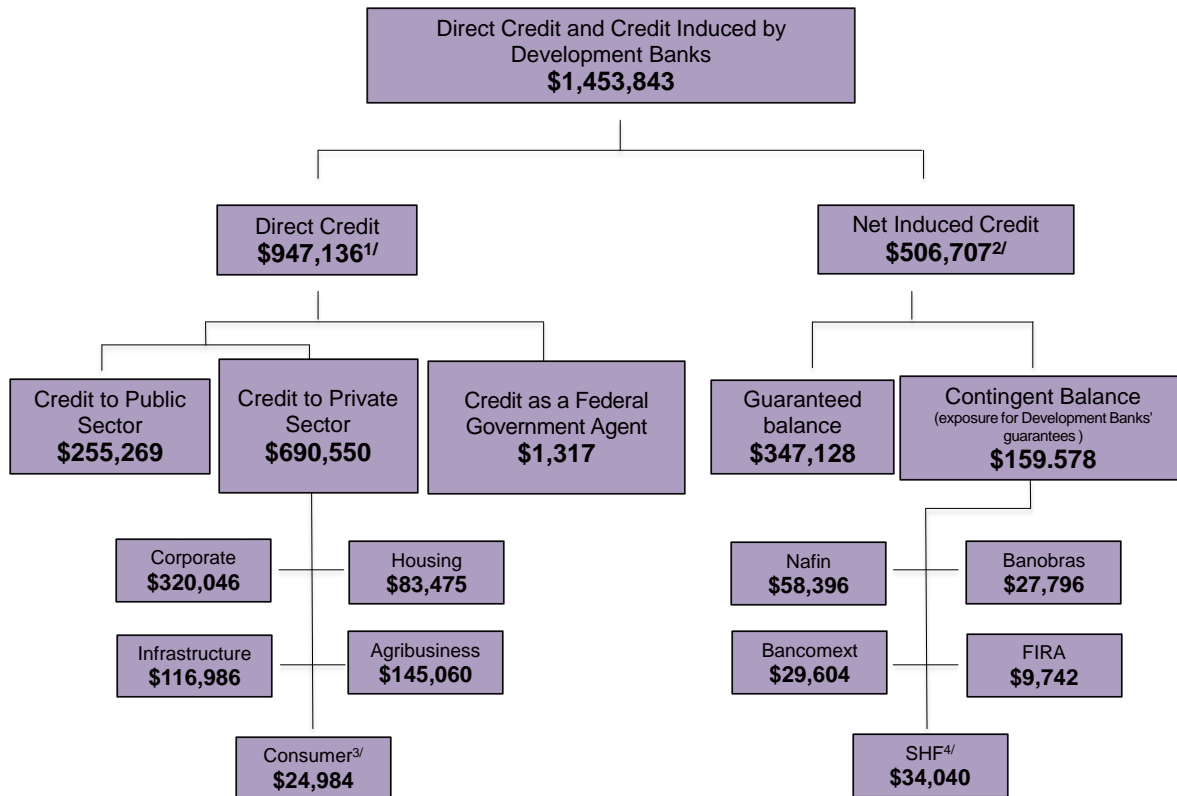 Direct Credit and Credit Induced by
Development Banks
$1,453,843
Direct Credit
$947,136¹/
Net Induced Credit
$506,707²/
Credit to Public
Sector
$255,269
Credit to Private
Sector
$690,550
Credit as a Federal
Government Agent
$1,317
Guaranteed
balance
$347,128
Contingent Balance
(exposure for Development Banks'
guarantees )
$159.578
Corporate
$320,046
Housing
$83,475
Infrastructure
$116,986
Agribusiness
$145,060
Consumer³/
$24,984
Nafin
$58,396
Banobras
$27,796
Bancomext
$29,604
FIRA
$9,742
SHF⁴/
$34,040